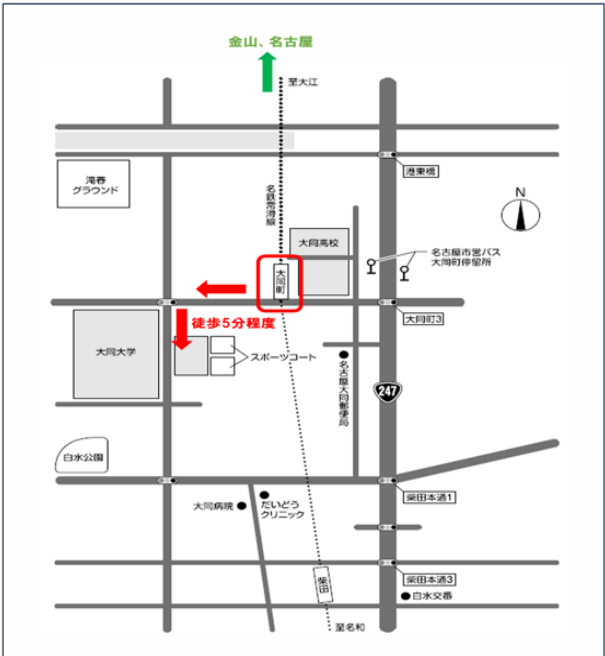 金山、名古屋
至大江
港東橋
滝春
グラウンド
名鉄常滑線
N
大同高校
名古屋市営バス
大同町停留所
大同町
大同町3
徒歩5分程度
大同大学
スポーツコート
名古屋大同郵便局
247
白水公園
柴田本通1
大同病院
だいどう
クリニック
柴田本通3
柴田
白水交番
至名和